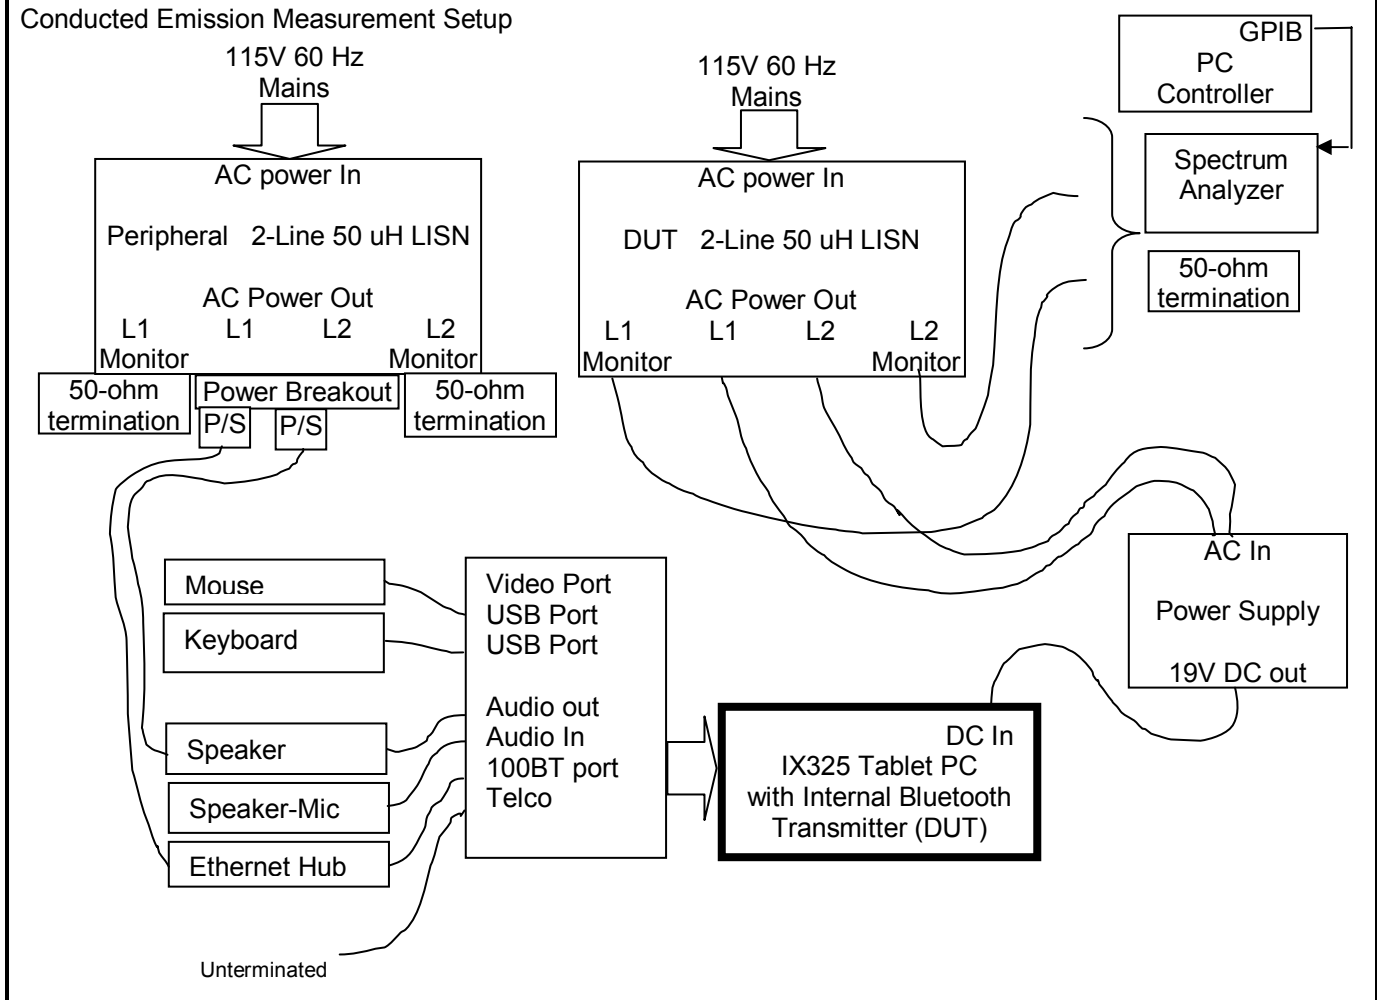 Conducted Emission Measurement Setup
115V 60 Hz
Mains
AC power In
Peripheral 2-Line 50 uH LISN
AC Power Out
L1 L1 L2 L2
Monitor Monitor
50-ohm
termination
Power Breakout
50-ohm
termination
P/S P/S
115V 60 Hz
Mains
AC power In
DUT 2-Line 50 uH LISN
AC Power Out
L1 L1 L2 L2
Monitor Monitor
GPIB
PC
Controller
Spectrum
Analyzer
50-ohm
termination
AC In
Power Supply
19V DC out
Mouse
Keyboard
Speaker
Speaker-Mic
Ethernet Hub
Unterminated
Video Port
USB Port
USB Port
Audio out
Audio In
100BT port
Telco
DC In
IX325 Tablet PC
with Internal Bluetooth
Transmitter (DUT)